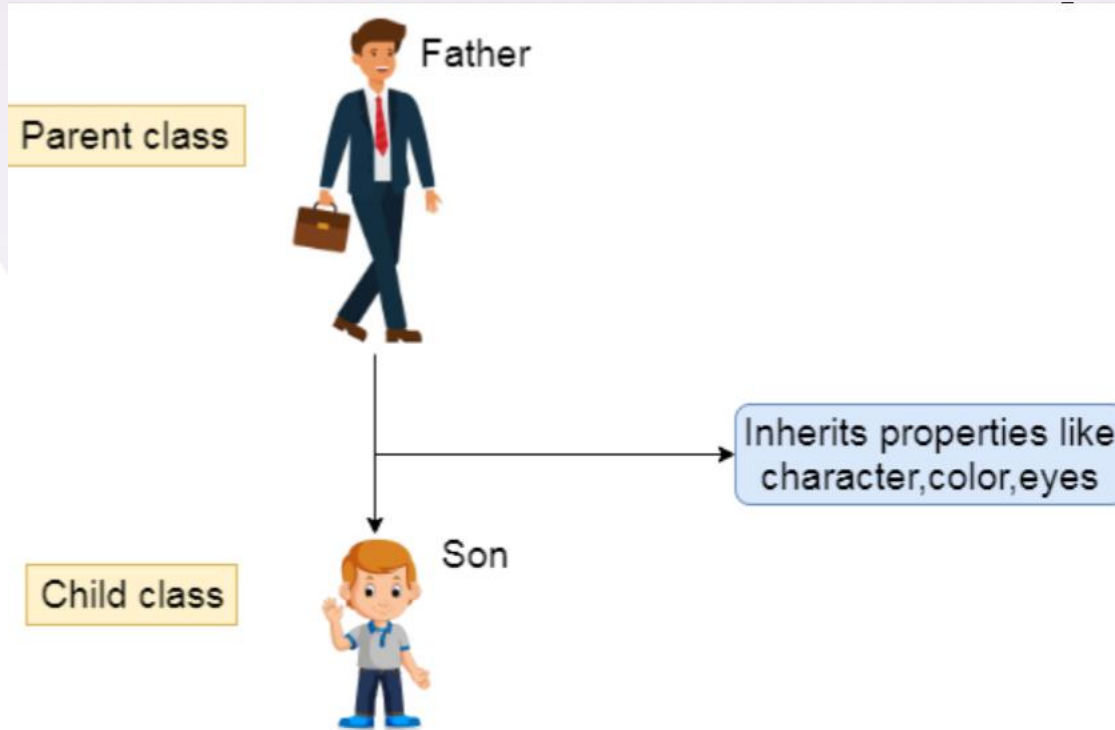 Father
Parent class
Inherits properties like
character,color,eyes
Son
Child class